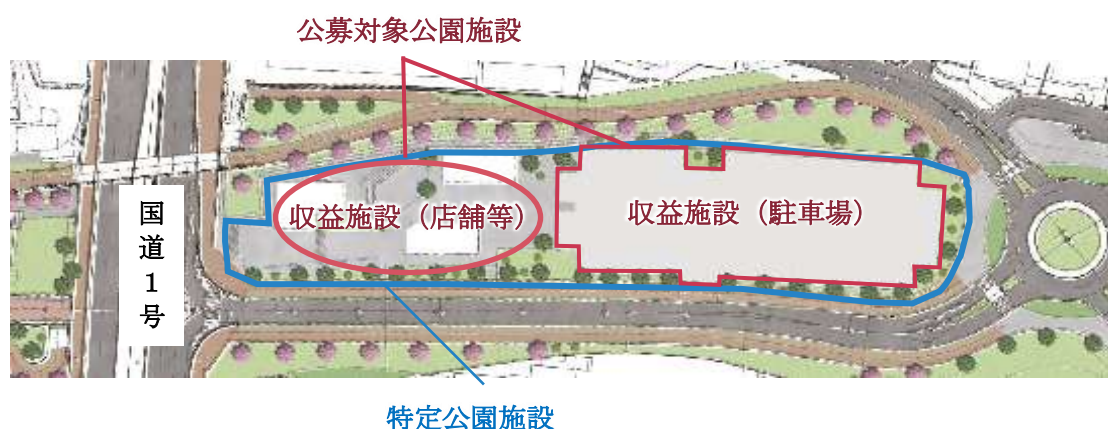 公募対象公園施設
国道１号
収益施設（店舗等）
収益施設（駐車場）
特定公園施設